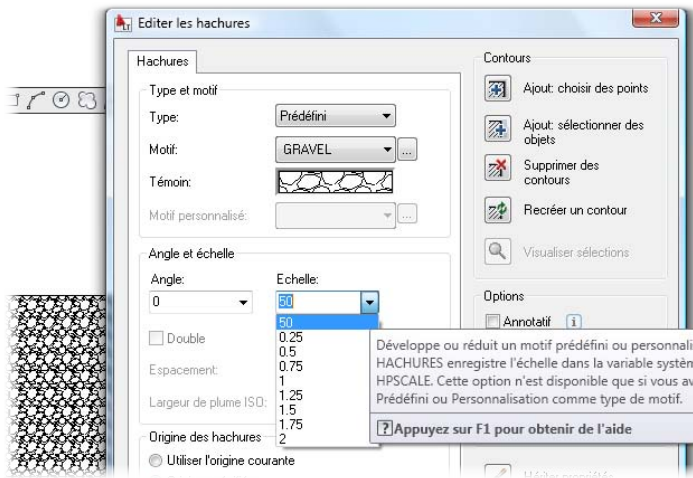 Editer les hachures
Hachures
Type et motif
Type:
Prédéfini
Motif:
GRAVEL
...
Témoin:
Motif personnalisé:
...
Angle et échelle
Angle:
Echelle:
0
50
50
0.25
0.5
0.75
1
1.25
1.5
1.75
2
Double
Espacement:
Largeur de plume ISO:
Origine des hachures
Utiliser l'origine courante
Contours
Ajout: choisir des points
Ajout: sélectionner des
objets
Supprimer des
contours
Recréer un contour
Visualiser sélections
Options
Annotatif
Développe ou réduit un motif prédéfini ou
HACHURES enregistre l'échelle dans la variable
HPSCALE. Cette option n'est disponible que si vous
Prédéfini ou Personnalisation comme type de motif.
Appuyez sur F1 pour obtenir de l'aide